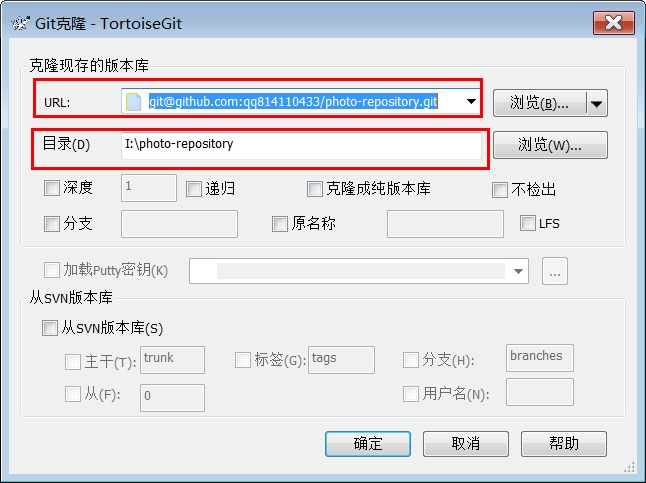 Git克隆 - TortoiseGit
克隆现存的版本库
URL: git@github.com:qq814110433/photo-repository.git 浏览(B)...
目录(D) I:\photo-repository 浏览(W)...
深度 1 递归 克隆成纯版本库 不检出
分支 原名称 LFS
加载Putty密钥(K) ...
从SVN版本库
从SVN版本库(S)
主干(T): trunk 标签(G): tags 分支(H): branches
从(F): 0 用户名(N):
确定 取消 帮助